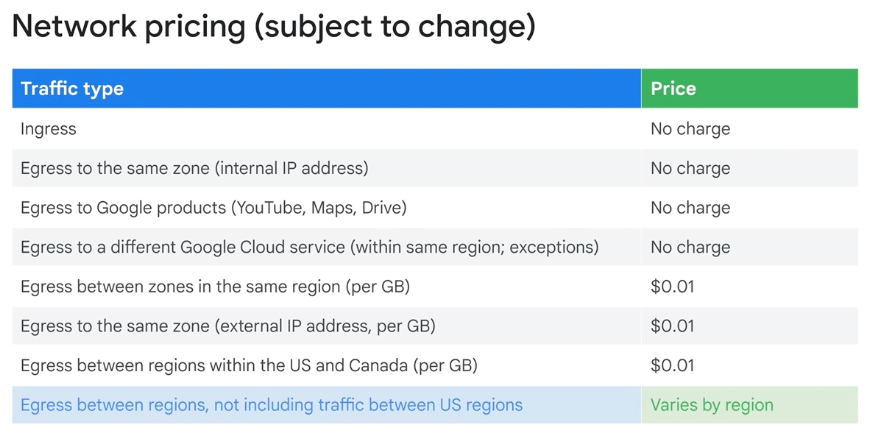 Network pricing (subject to change)
Traffic type Price
Ingress No charge
Egress to the same zone (internal IP address) No charge
Egress to Google products (YouTube, Maps, Drive) No charge
Egress to a different Google Cloud service (within same region; exceptions) No charge
Egress between zones in the same region (per GB) $0.01
Egress to the same zone (external IP address, per GB) $0.01
Egress between regions within the US and Canada (per GB) $0.01
Egress between regions, not including traffic between US regions Varies by region